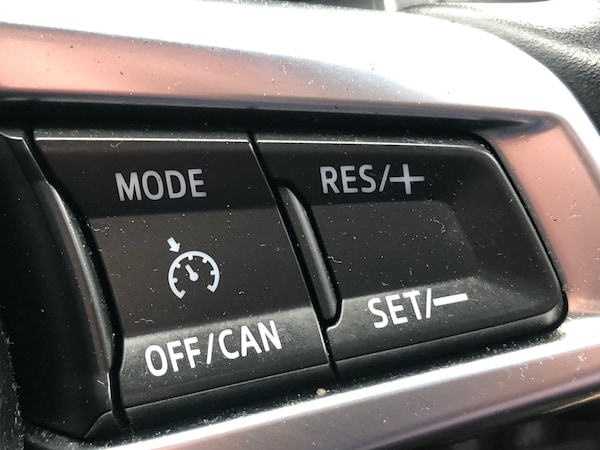 MODE
OFF/CAN
RES/+
SET/—